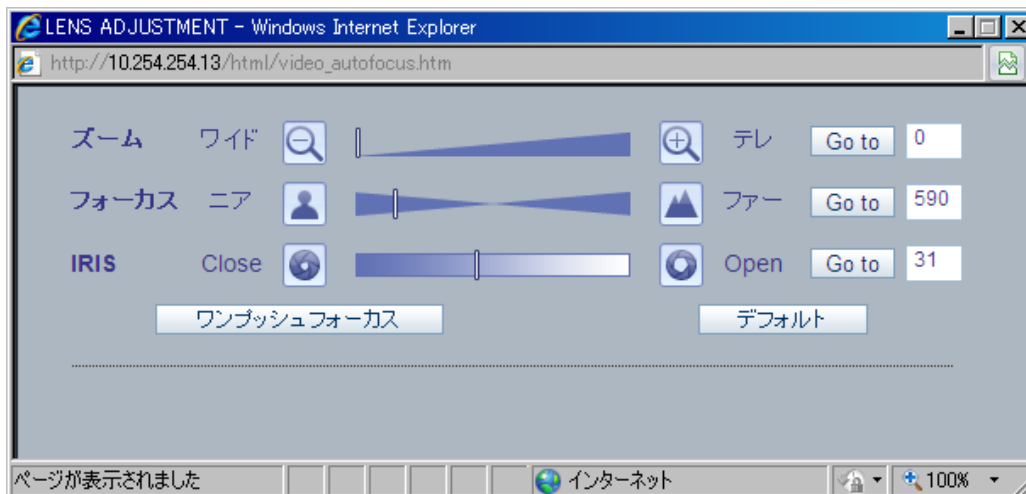 LENS ADJUSTMENT - Windows Internet Explorer
http://10.254.254.13/html/video_autofocus.htm
ズーム ワイド テレ Go to 0
フォーカス ニア ファー Go to 590
IRIS Close Open Go to 31
ワンプッシュフォーカス デフォルト
ページが表示されました インターネット 100%